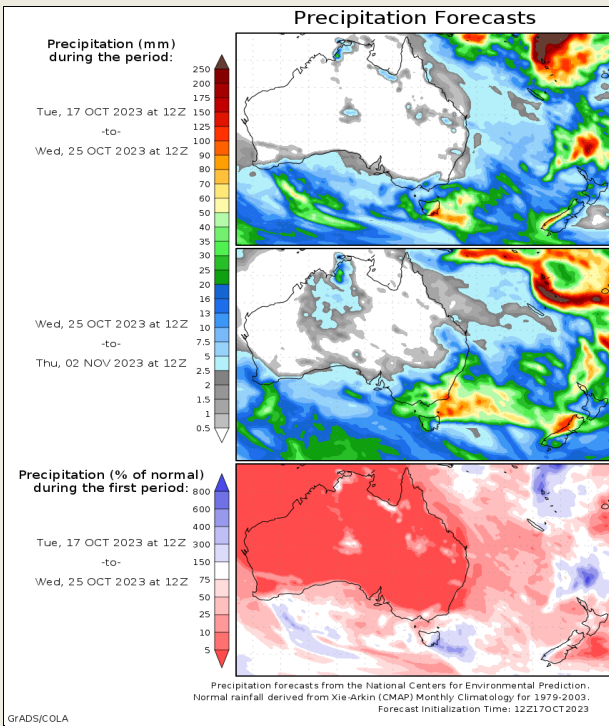 Precipitation Forecasts
Precipitation (mm)
during the period:
Tue, 17 OCT 2023 at 12Z
-to-
Wed, 25 OCT 2023 at 12Z
250
200
175
150
125
100
90
80
70
60
50
40
35
30
25
20
16
13
10
7.5
5
2.5
2
1.5
1
0.5
Wed, 25 OCT 2023 at 12Z
-to-
Thu, 02 NOV 2023 at 12Z
Precipitation (% of normal)
during the first period:
Tue, 17 OCT 2023 at 12Z
-to-
Wed, 25 OCT 2023 at 12Z
800
600
400
300
150
75
50
25
10
5
Precipitation forecasts from the National Centers for Environmental Prediction.
Normal rainfall derived from Xie-Arkin (CMAP) Monthly Climatology for 1979-2003.
Forecast Initialization Time: 12Z17OCT2023
GrADS/COLA